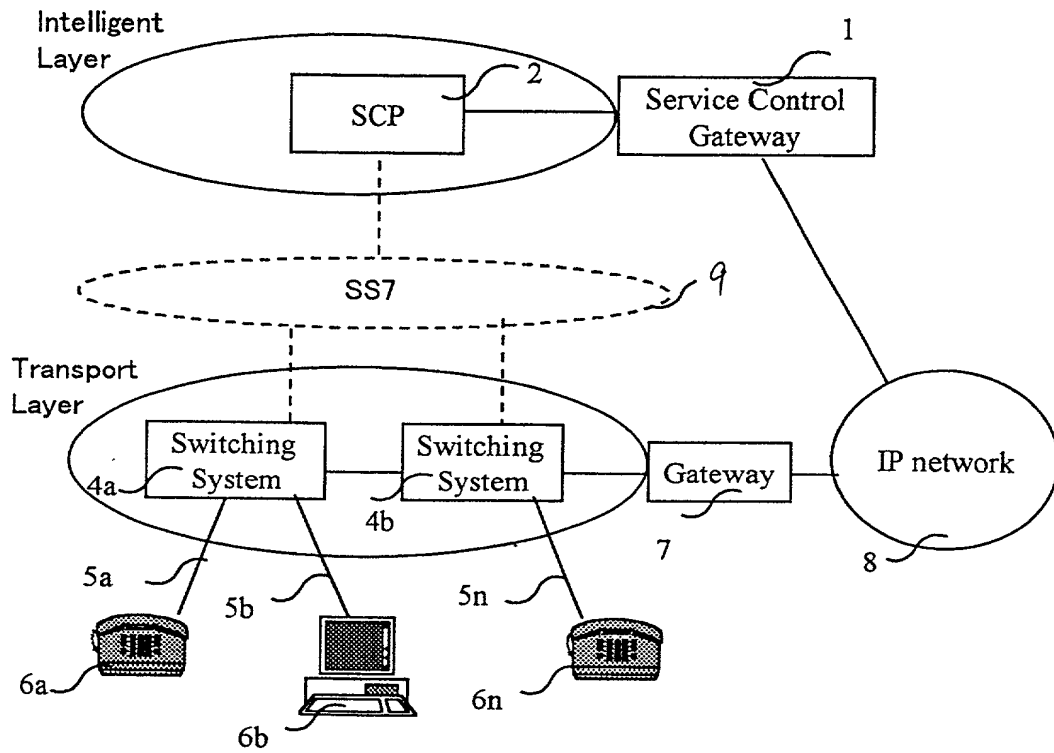 Intelligent
Layer
1
2
SCP
Service Control
Gateway
SS7
9
Transport
Layer
Switching
System
4a
Switching
System
4b
Gateway
7
IP network
8
5a
5b
5n
6a
6b
6n